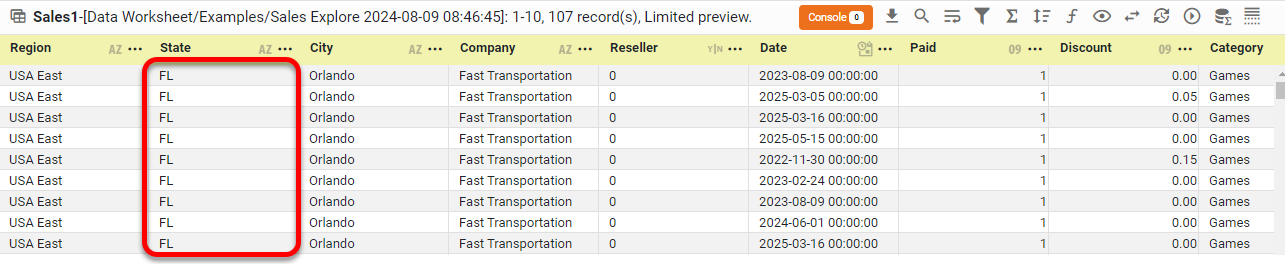 Sales1-[Data Worksheet/Examples/Sales Explore 2024-08-09 08:46:45]: 1-10, 107 record(s), Limited preview. Console 0
Region AZ ••• State AZ ••• City AZ ••• Company AZ ••• Reseller Y|N ••• Date ••• Paid 09 ••• Discount 09 ••• Category
USA East FL Orlando Fast Transportation 0 2023-08-09 00:00:00 1 0.00 Games
USA East FL Orlando Fast Transportation 0 2025-03-05 00:00:00 1 0.05 Games
USA East FL Orlando Fast Transportation 0 2025-03-16 00:00:00 1 0.00 Games
USA East FL Orlando Fast Transportation 0 2025-05-15 00:00:00 1 0.00 Games
USA East FL Orlando Fast Transportation 0 2022-11-30 00:00:00 1 0.15 Games
USA East FL Orlando Fast Transportation 0 2023-02-24 00:00:00 1 0.00 Games
USA East FL Orlando Fast Transportation 0 2023-08-09 00:00:00 1 0.00 Games
USA East FL Orlando Fast Transportation 0 2024-06-01 00:00:00 1 0.00 Games
USA East FL Orlando Fast Transportation 0 2025-03-16 00:00:00 1 0.00 Games